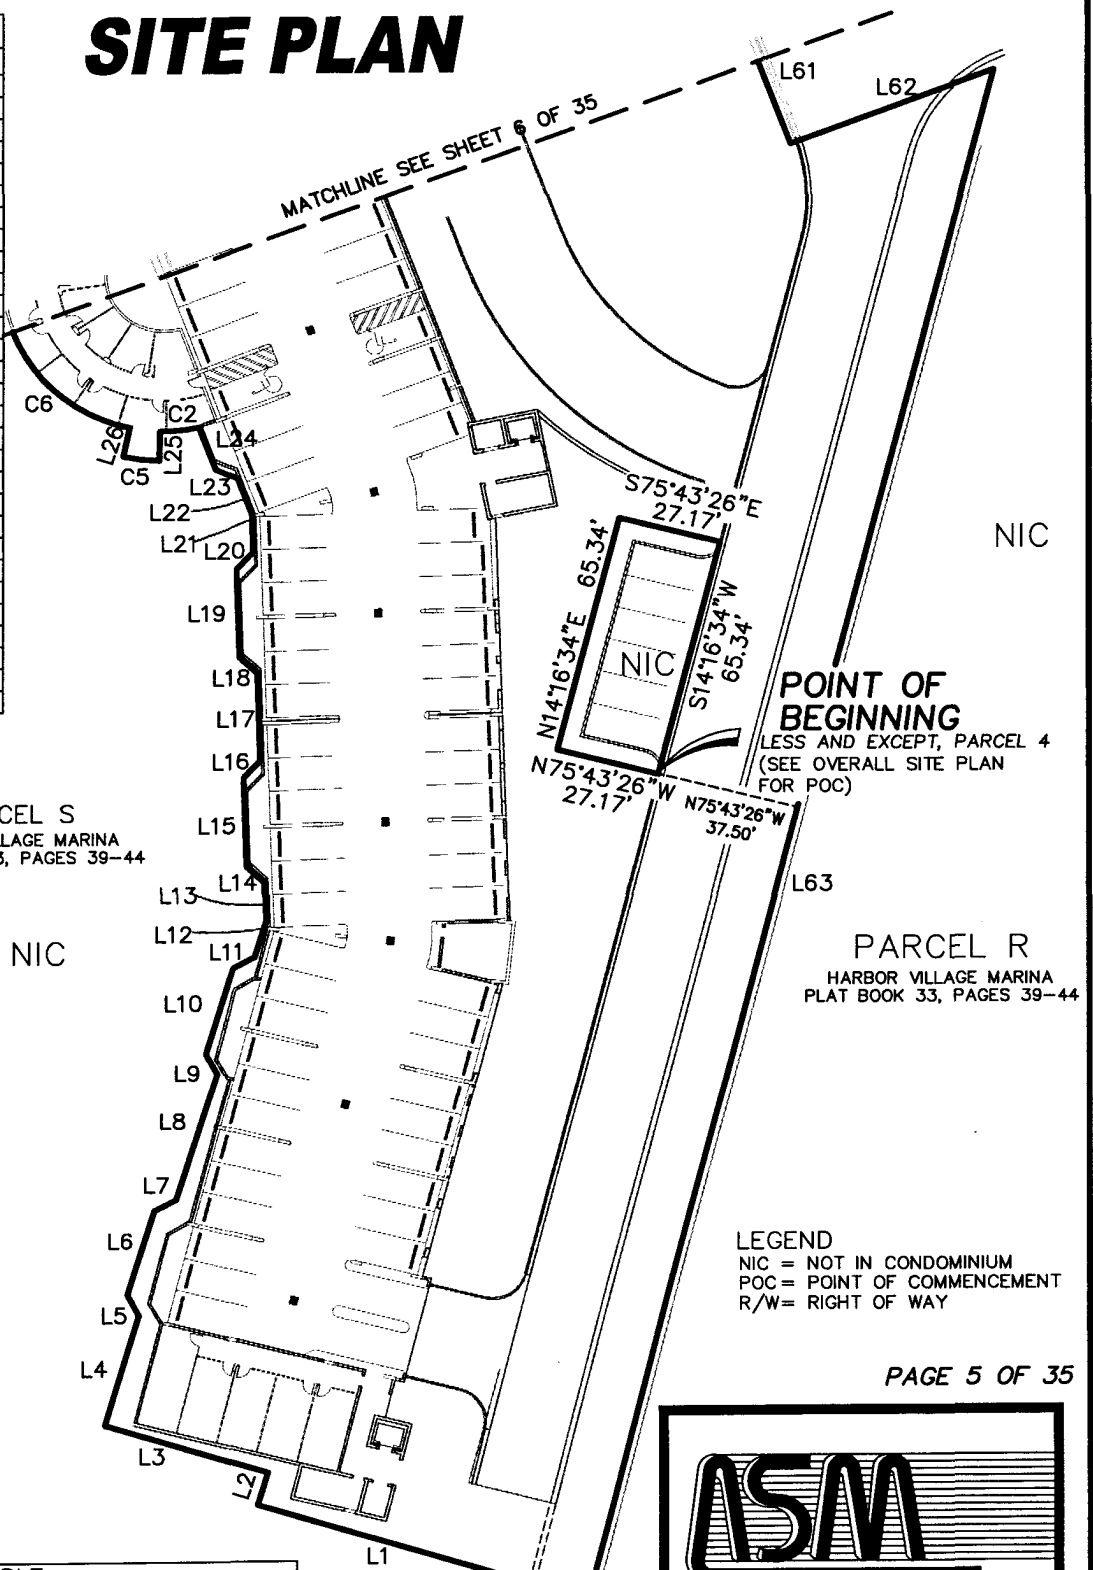 SITE PLAN
L61
L62
MATCHLINE SEE SHEET 6 OF 35
C6
C2
L26
L25
C5
L24
L23
L22
L21
L20
L19
L18
L17
L16
L15
L14
L13
L12
L11
L10
L9
L8
L7
L6
L5
L4
L3
L2
L1
S75°43'26"E
27.17'
N14°16'34"E 65.34'
NIC
S14°16'34"W
65.34'
N75°43'26"W
27.17'
N75°43'26"W
37.50'
NIC
POINT OF
BEGINNING
LESS AND EXCEPT, PARCEL 4
(SEE OVERALL SITE PLAN
FOR POC)
L63
CEL S
LAGE MARINA
3, PAGES 39-44
NIC
PARCEL R
HARBOR VILLAGE MARINA
PLAT BOOK 33, PAGES 39-44
LEGEND
NIC = NOT IN CONDOMINIUM
POC = POINT OF COMMENCEMENT
R/W= RIGHT OF WAY
PAGE 5 OF 35
ASM